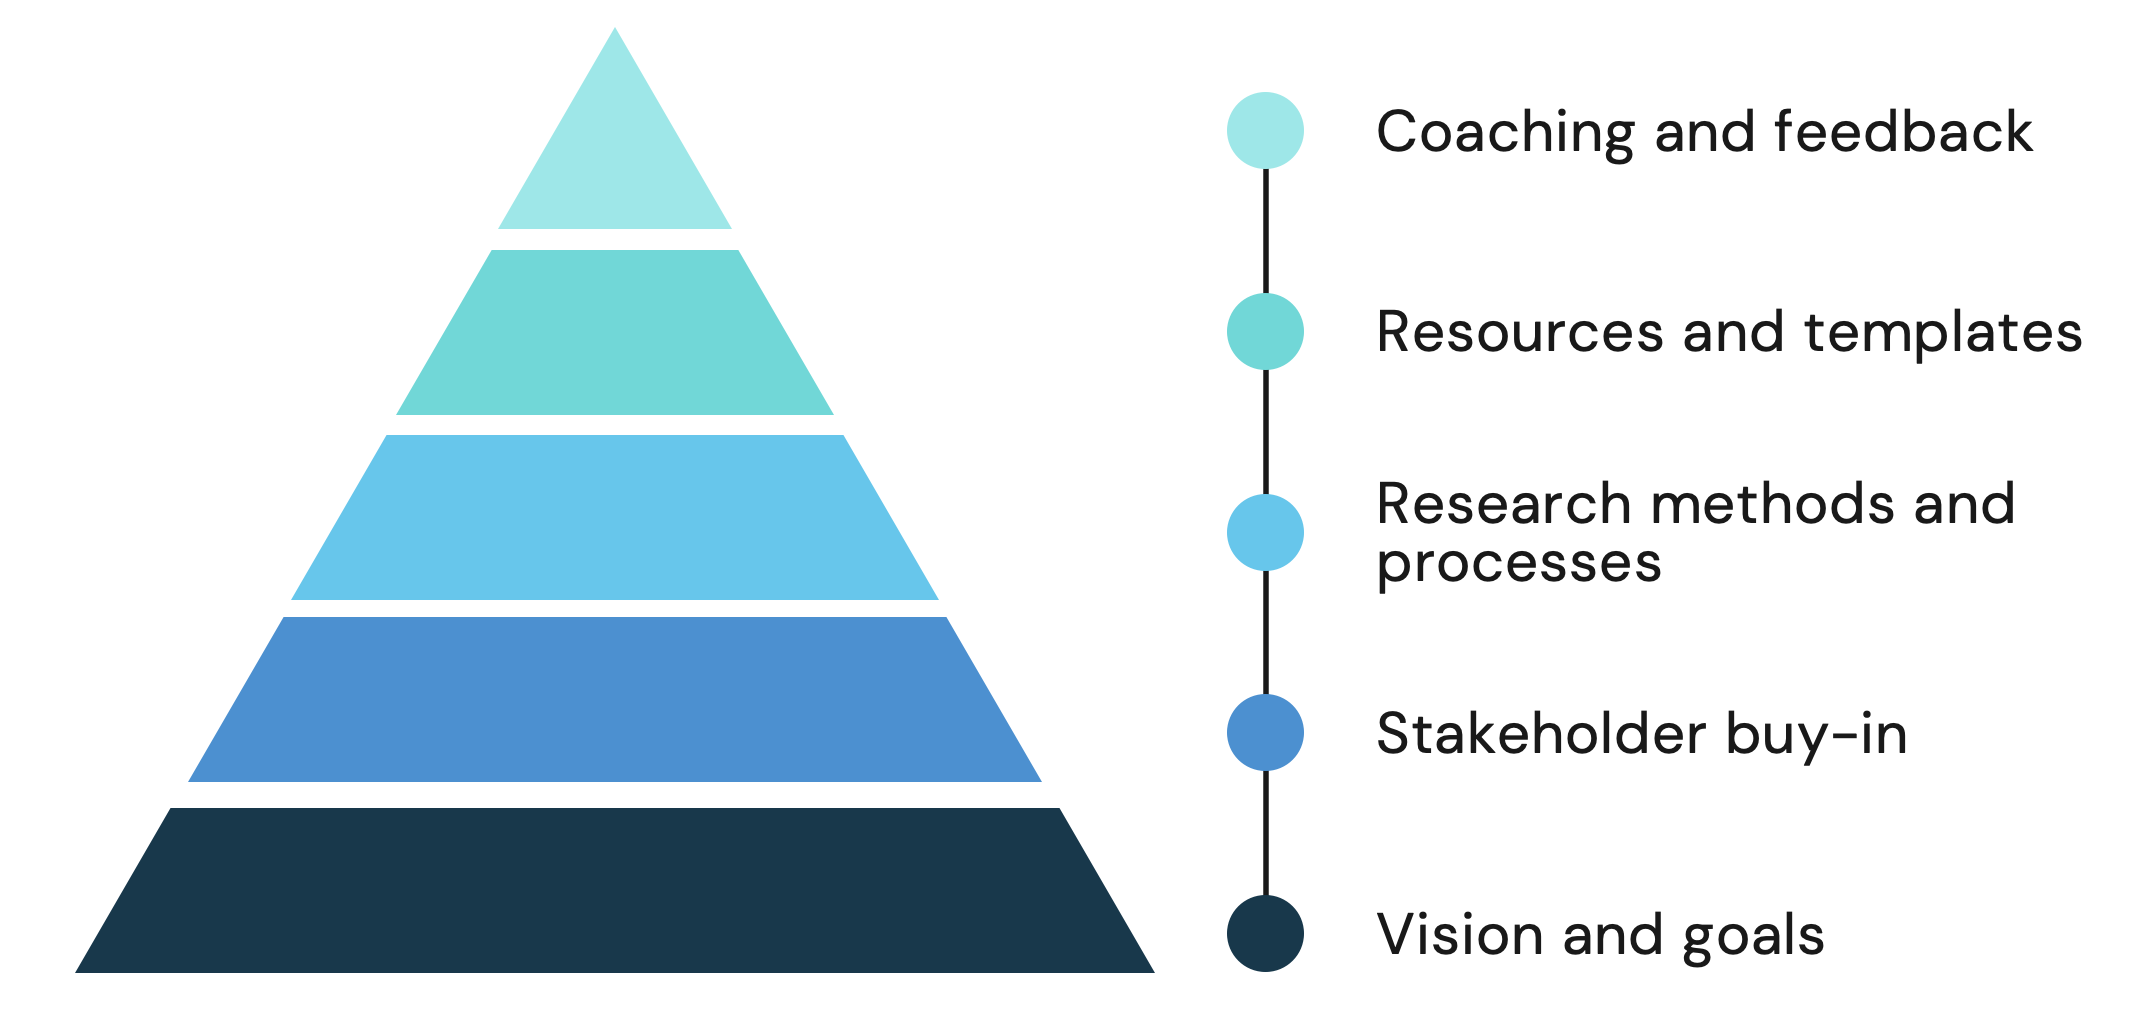 Coaching and feedback
Resources and templates
Research methods and
processes
Stakeholder buy-in
Vision and goals